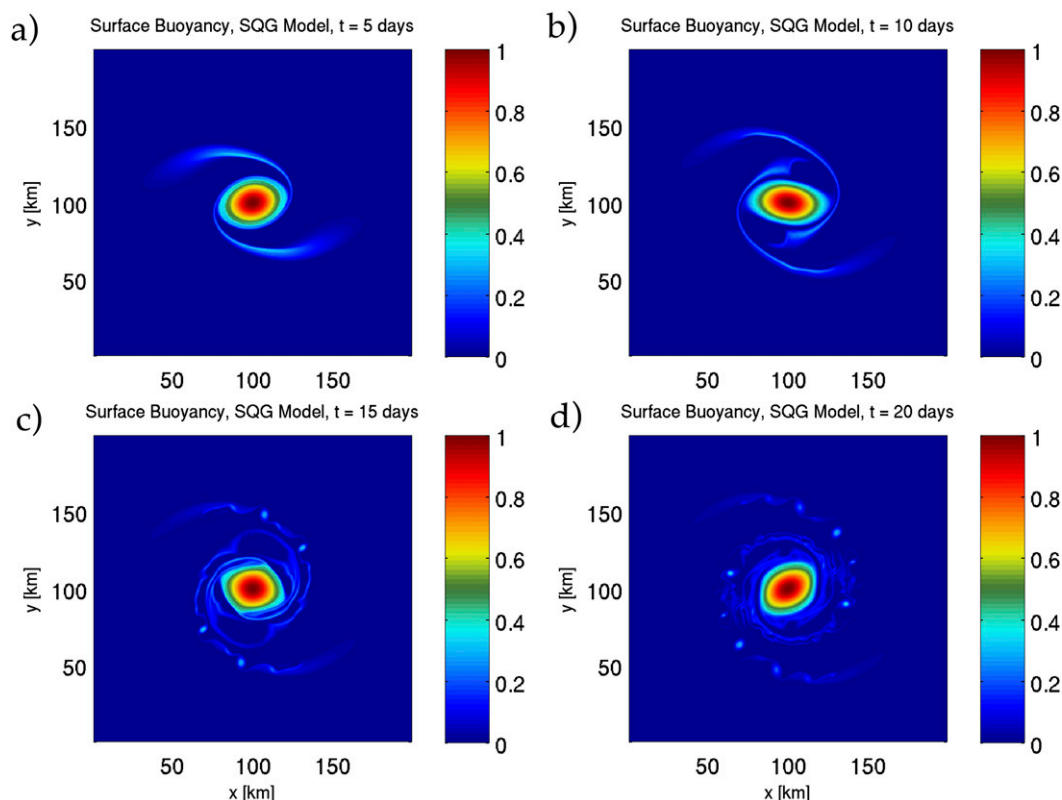 a)
Surface Buoyancy, SQG Model, t = 5 days
y [km]
150
100
50
50 100 150
1
0.8
0.6
0.4
0.2
0
b)
Surface Buoyancy, SQG Model, t = 10 days
y [km]
150
100
50
50 100 150
1
0.8
0.6
0.4
0.2
0
c)
Surface Buoyancy, SQG Model, t = 15 days
y [km]
150
100
50
50 100 150
x [km]
1
0.8
0.6
0.4
0.2
0
d)
Surface Buoyancy, SQG Model, t = 20 days
y [km]
150
100
50
50 100 150
x [km]
1
0.8
0.6
0.4
0.2
0